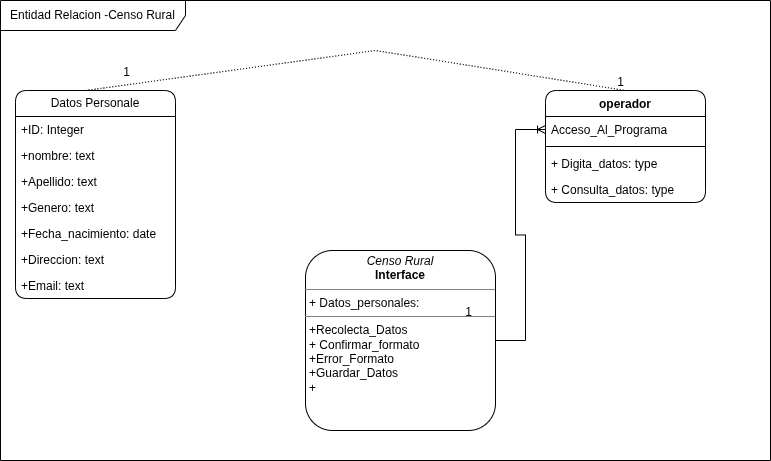 Entidad Relacion -Censo Rural
1
1
Datos Personale
+ID: Integer
+nombre: text
+Apellido: text
+Genero: text
+Fecha_nacimiento: date
+Direccion: text
+Email: text
operador
Acceso_Al_Programa
+ Digita_datos: type
+ Consulta_datos: type
Censo Rural
Interface
+ Datos_personales:
1
+Recolecta_Datos
+ Confirmar_formato
+Error_Formato
+Guardar_Datos
+